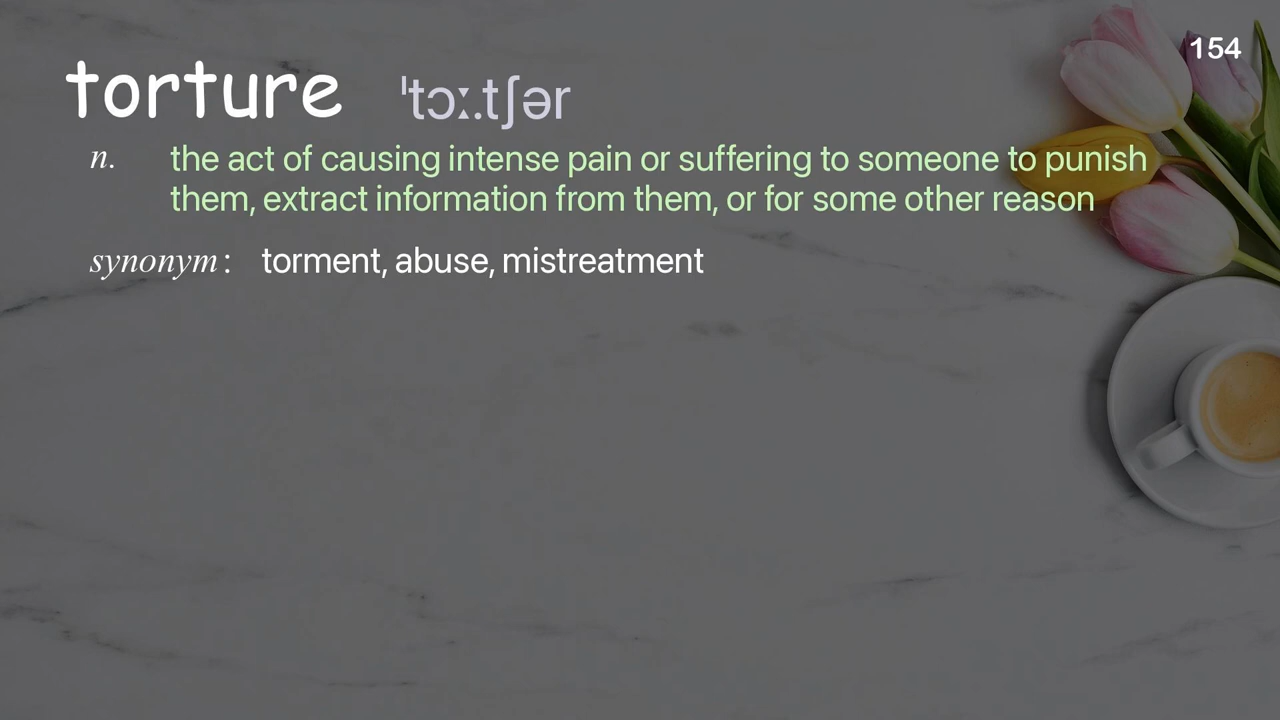 154
torture ˈtɔː.tʃər
n. the act of causing intense pain or suffering to someone to punish
them, extract information from them, or for some other reason
synonym: torment, abuse, mistreatment